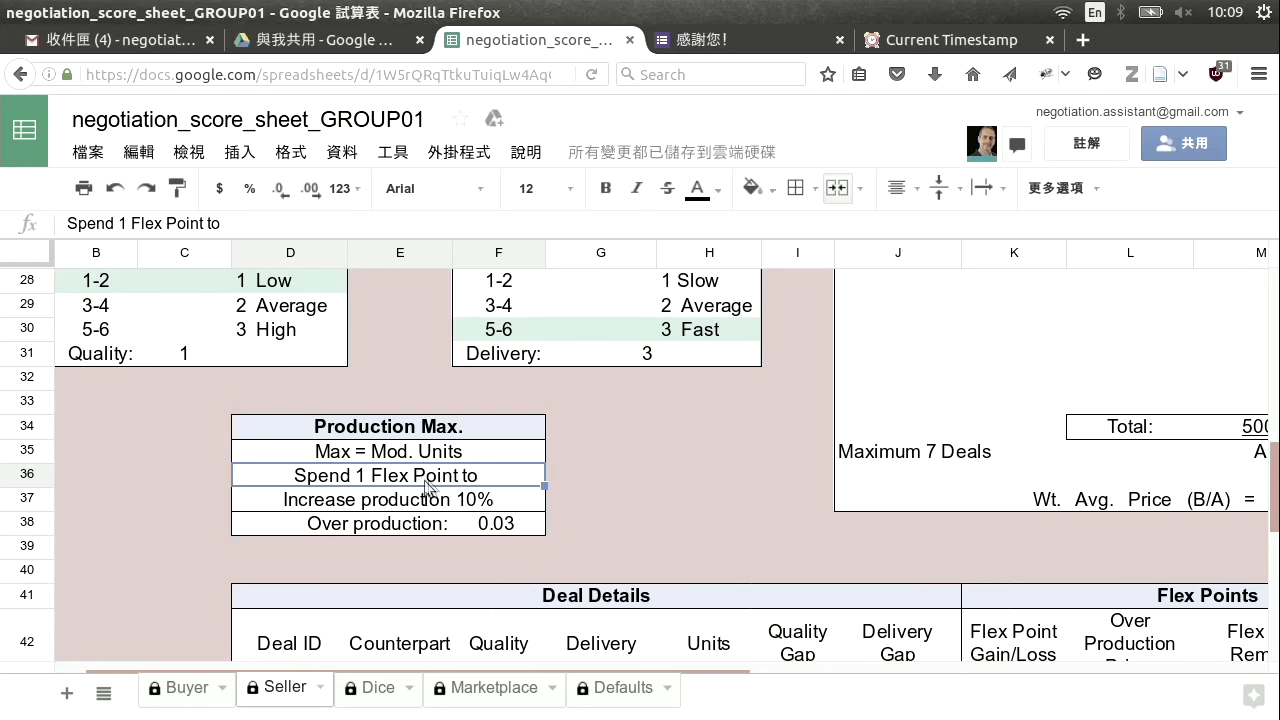 negotiation_score_sheet_GROUP01 - Google 試算表 - Mozilla Firefox
En
10:09
收件匣 (4) - negotiat... ×
與我共用 - Google ... ×
negotiation_score_sh... ×
感謝您! ×
Current Timestamp ×
https://docs.google.com/spreadsheets/d/1W5rQRqTtkuTuiqLw4Aq
Search
31
negotiation_score_sheet_GROUP01
negotiation.assistant@gmail.com
檔案 編輯 檢視 插入 格式 資料 工具 外掛程式 說明 所有變更都已儲存到雲端硬碟
註解
共用
$ % .0 .00 123 Arial 12 B I S A 更多選項
fx Spend 1 Flex Point to
B C D E F G H I J K L M
28 1-2 1 Low 1-2 1 Slow
29 3-4 2 Average 3-4 2 Average
30 5-6 3 High 5-6 3 Fast
31 Quality: 1 Delivery: 3
32
33
34 Production Max. Total: 500
35 Max = Mod. Units Maximum 7 Deals A
36 Spend 1 Flex Point to
37 Increase production 10% Wt. Avg. Price (B/A) =
38 Over production: 0.03
39
40
41 Deal Details Flex Points
42 Deal ID Counterpart Quality Delivery Units Quality Gap Delivery Gap Flex Point Gain/Loss Over Production Flex Rem
Buyer Seller Dice Marketplace Defaults